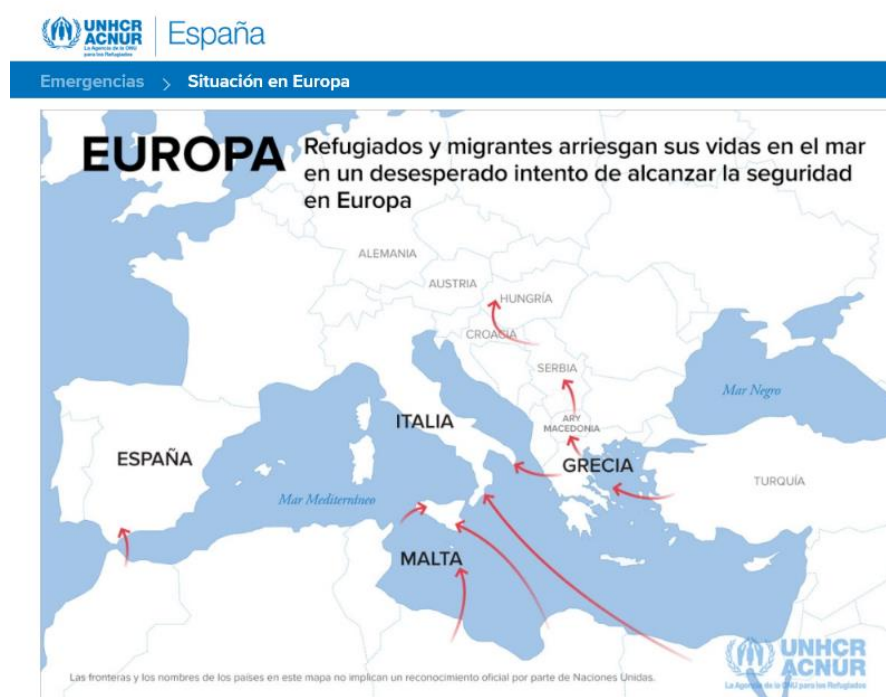 UNHCR
ACNUR
La Agencia de la ONU
para los Refugiados
España
Emergencias > Situación en Europa
EUROPA
Refugiados y migrantes arriesgan sus vidas en el mar
en un desesperado intento de alcanzar la seguridad
en Europa
ALEMANIA
AUSTRIA
HUNGRÍA
CROACIA
SERBIA
Mar Negro
ITALIA
ARY
MACEDONIA
ESPAÑA
GRECIA
TURQUÍA
Mar Mediternineo
MALTA
UNHCR
ACNUR
La Agencia de la ONU para los Refugiados
Las fronteras y los nombres de los países en este mapa no implican un reconocimiento oficial por parte de Naciones Unidas.